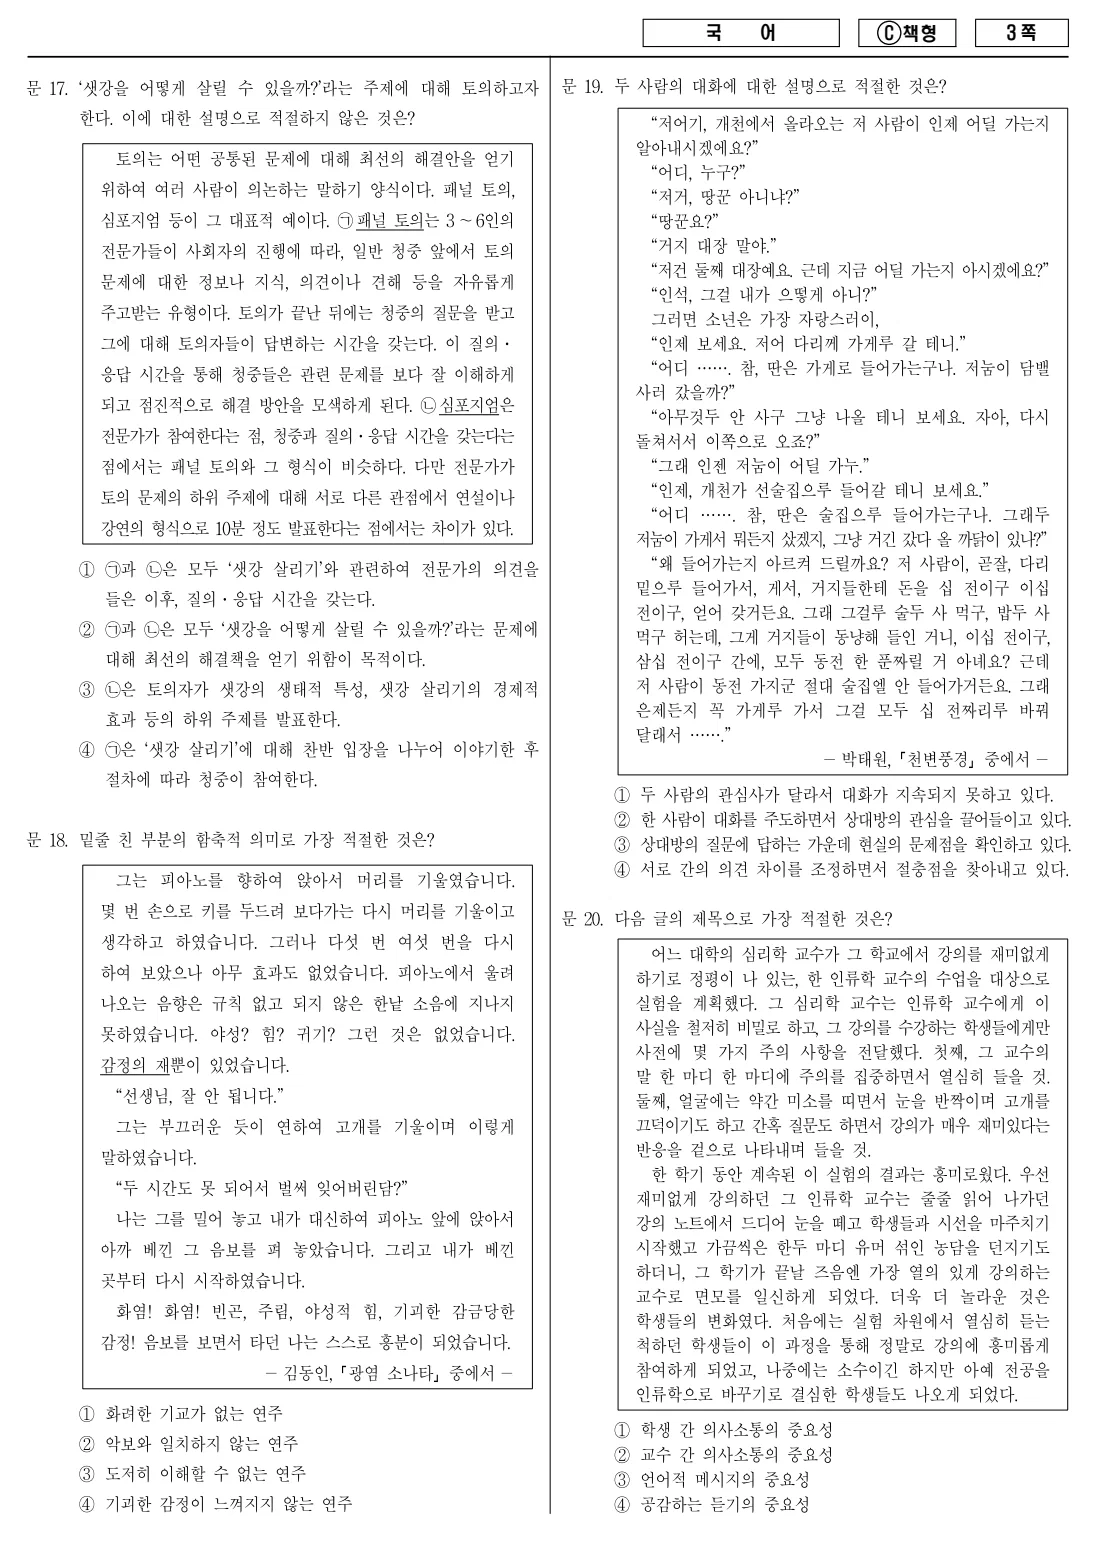 국 어
Ⓒ책형
3쪽
문 17. ‘샛강을 어떻게 살릴 수 있을까?’라는 주제에 대해 토의하고자
한다. 이에 대한 설명으로 적절하지 않은 것은?
토의는 어떤 공통된 문제에 대해 최선의 해결안을 얻기
위하여 여러 사람이 의논하는 말하기 양식이다. 패널 토의,
심포지엄 등이 그 대표적 예이다. ㉠ 패널 토의는 3 ~ 6인의
전문가들이 사회자의 진행에 따라, 일반 청중 앞에서 토의
문제에 대한 정보나 지식, 의견이나 견해 등을 자유롭게
주고받는 유형이다. 토의가 끝난 뒤에는 청중의 질문을 받고
그에 대해 토의자들이 답변하는 시간을 갖는다. 이 질의·
응답 시간을 통해 청중들은 관련 문제를 보다 잘 이해하게
되고 점진적으로 해결 방안을 모색하게 된다. ㉡ 심포지엄은
전문가가 참여한다는 점, 청중과 질의·응답 시간을 갖는다는
점에서는 패널 토의와 그 형식이 비슷하다. 다만 전문가가
토의 문제의 하위 주제에 대해 서로 다른 관점에서 연설이나
강연의 형식으로 10분 정도 발표한다는 점에서는 차이가 있다.
① ㉠과 ㉡은 모두 ‘샛강 살리기’와 관련하여 전문가의 의견을
들은 이후, 질의·응답 시간을 갖는다.
② ㉠과 ㉡은 모두 ‘샛강을 어떻게 살릴 수 있을까?’라는 문제에
대해 최선의 해결책을 얻기 위함이 목적이다.
③ ㉡은 토의자가 샛강의 생태적 특성, 샛강 살리기의 경제적
효과 등의 하위 주제를 발표한다.
④ ㉠은 ‘샛강 살리기’에 대해 찬반 입장을 나누어 이야기한 후
절차에 따라 청중이 참여한다.
문 18. 밑줄 친 부분의 함축적 의미로 가장 적절한 것은?
그는 피아노를 향하여 앉아서 머리를 기울였습니다.
몇 번 손으로 키를 두드려 보다가는 다시 머리를 기울이고
생각하고 하였습니다. 그러나 다섯 번 여섯 번을 다시
하여 보았으나 아무 효과도 없었습니다. 피아노에서 울려
나오는 음향은 규칙 없고 되지 않은 한낱 소음에 지나지
못하였습니다. 야성? 힘? 귀기? 그런 것은 없었습니다.
감정의 재뿐이 있었습니다.
“선생님, 잘 안 됩니다.”
그는 부끄러운 듯이 연하여 고개를 기울이며 이렇게
말하였습니다.
“두 시간도 못 되어서 벌써 잊어버린담?”
나는 그를 밀어 놓고 내가 대신하여 피아노 앞에 앉아서
아까 베낀 그 음보를 펴 놓았습니다. 그리고 내가 베낀
곳부터 다시 시작하였습니다.
화염! 화염! 빈곤, 주림, 야성적 힘, 기괴한 감금당한
감정! 음보를 보면서 타던 나는 스스로 흥분이 되었습니다.
– 김동인, 「광염 소나타」 중에서 –
① 화려한 기교가 없는 연주
② 악보와 일치하지 않는 연주
③ 도저히 이해할 수 없는 연주
④ 기괴한 감정이 느껴지지 않는 연주
문 19. 두 사람의 대화에 대한 설명으로 적절한 것은?
“저어기, 개천에서 올라오는 저 사람이 인제 어딜 가는지
알아내시겠에요?”
“어디, 누구?”
“저거, 땅꾼 아니냐?”
“땅꾼요?”
“거지 대장 말야.”
“저건 둘째 대장예요. 근데 지금 어딜 가는지 아시겠에요?”
“인석, 그걸 내가 으떻게 아니?”
그러면 소년은 가장 자랑스러이,
“인제 보세요. 저어 다리께 가게루 갈 테니.”
“어디 ……. 참, 딴은 가게로 들어가는구나. 저눔이 담밸
사러 갔을까?”
“아무것두 안 사구 그냥 나올 테니 보세요. 자아, 다시
돌쳐서서 이쪽으로 오죠?”
“그래 인젠 저눔이 어딜 가누.”
“인제, 개천가 선술집으루 들어갈 테니 보세요.”
“어디 ……. 참, 딴은 술집으루 들어가는구나. 그래두
저눔이 가게서 뭐든지 샀겠지, 그냥 거긴 갔다 올 까닭이 있나?”
“왜 들어가는지 아르켜 드릴까요? 저 사람이, 곧잘, 다리
밑으루 들어가서, 게서, 거지들한테 돈을 십 전이구 이십
전이구, 얻어 갖거든요. 그래 그걸루 술두 사 먹구, 밥두 사
먹구 허는데, 그게 거지들이 동냥해 들인 거니, 이십 전이구,
삼십 전이구 간에, 모두 동전 한 푼짜릴 거 아녜요? 근데
저 사람이 동전 가지군 절대 술집엘 안 들어가거든요. 그래
은제든지 꼭 가게루 가서 그걸 모두 십 전짜리루 바꿔
달래서 …….”
– 박태원, 「천변풍경」 중에서 –
① 두 사람의 관심사가 달라서 대화가 지속되지 못하고 있다.
② 한 사람이 대화를 주도하면서 상대방의 관심을 끌어들이고 있다.
③ 상대방의 질문에 답하는 가운데 현실의 문제점을 확인하고 있다.
④ 서로 간의 의견 차이를 조정하면서 절충점을 찾아내고 있다.
문 20. 다음 글의 제목으로 가장 적절한 것은?
어느 대학의 심리학 교수가 그 학교에서 강의를 재미없게
하기로 정평이 나 있는, 한 인류학 교수의 수업을 대상으로
실험을 계획했다. 그 심리학 교수는 인류학 교수에게 이
사실을 철저히 비밀로 하고, 그 강의를 수강하는 학생들에게만
사전에 몇 가지 주의 사항을 전달했다. 첫째, 그 교수의
말 한 마디 한 마디에 주의를 집중하면서 열심히 들을 것.
둘째, 얼굴에는 약간 미소를 띠면서 눈을 반짝이며 고개를
끄덕이기도 하고 간혹 질문도 하면서 강의가 매우 재미있다는
반응을 겉으로 나타내며 들을 것.
한 학기 동안 계속된 이 실험의 결과는 흥미로웠다. 우선
재미없게 강의하던 그 인류학 교수는 줄줄 읽어 나가던
강의 노트에서 드디어 눈을 떼고 학생들과 시선을 마주치기
시작했고 가끔씩은 한두 마디 유머 섞인 농담을 던지기도
하더니, 그 학기가 끝날 즈음엔 가장 열의 있게 강의하는
교수로 면모를 일신하게 되었다. 더욱 더 놀라운 것은
학생들의 변화였다. 처음에는 실험 차원에서 열심히 듣는
척하던 학생들이 이 과정을 통해 정말로 강의에 흥미롭게
참여하게 되었고, 나중에는 소수이긴 하지만 아예 전공을
인류학으로 바꾸기로 결심한 학생들도 나오게 되었다.
① 학생 간 의사소통의 중요성
② 교수 간 의사소통의 중요성
③ 언어적 메시지의 중요성
④ 공감하는 듣기의 중요성